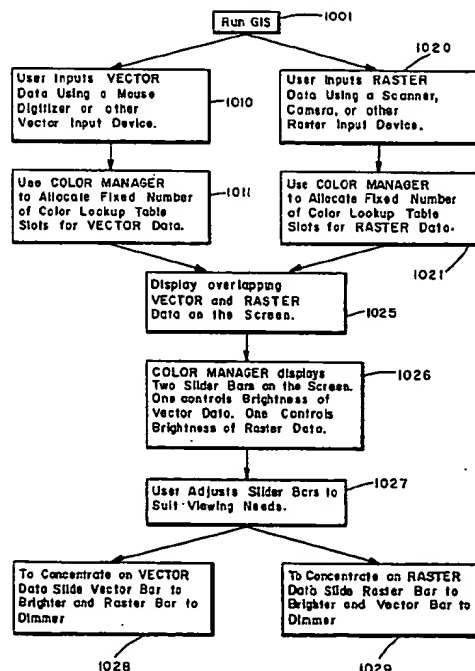 Run GIS
1001
1020
User Inputs VECTOR
Data Using a Mouse
Digitizer or other
Vector Input Device.
1010
User Inputs RASTER
Data Using a Scanner,
Camera, or other
Raster Input Device.
Use COLOR MANAGER
to Allocate Fixed Number
of Color Lookup Table
Slots for VECTOR Data.
1011
Use COLOR MANAGER
to Allocate Fixed Number
of Color Lookup Table
Slots for RASTER Data.
1021
Display overlapping
VECTOR and RASTER
Data on the Screen.
1025
COLOR MANAGER displays
Two Slider Bars on the Screen.
One controls Brightness of
Vector Data. One Controls
Brightness of Raster Data.
1026
User Adjusts Slider Bars to
Suit Viewing Needs.
1027
To Concentrate on VECTOR
Data Slide Vector Bar to
Brighter and Raster Bar to
Dimmer
1028
To Concentrate on RASTER
Data Slide Raster Bar to
Brighter and Vector Bar to
Dimmer
1029